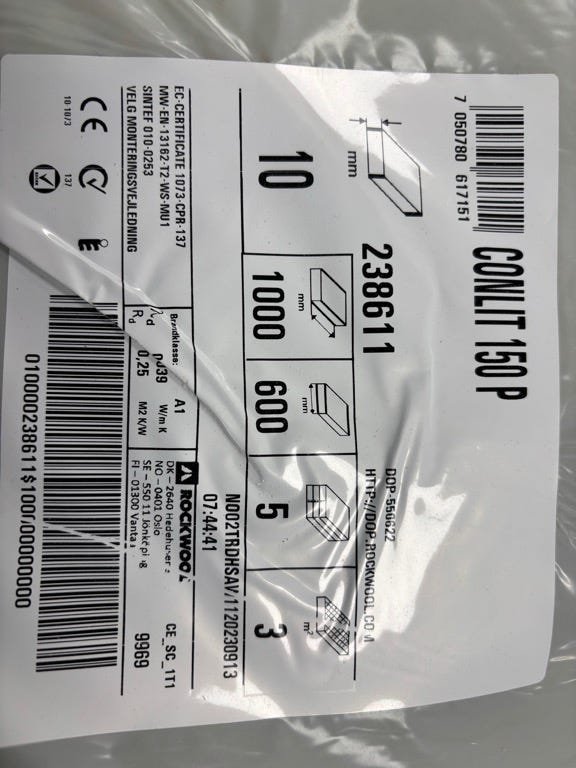 7 050780 617151
CONLIT 150 P
DOP-550622
HTTP://DOP.ROCKWOOL.COM
238611
mm
mm
mm
m²
10 1000 600 5 3
N002TRDHSAV/1120230913
07:44:41
EC-CERTIFICATE 1073-CPR-137
MW-EN-13162-T2-WS-MU1
SINTEF 010-0253
VELG MONTERINGSVEJLEDNING
Brandklasse: A1
λd 0,039 W/m K
Rd 0,25 M2 K/W
ROCKWOOL
DK – 2640 Hedehusene
NO – 0401 Oslo
SE – 550 11 Jönköping
FI – 01300 Vantaa
CE_SC_1T1
9969
CE
1073
137